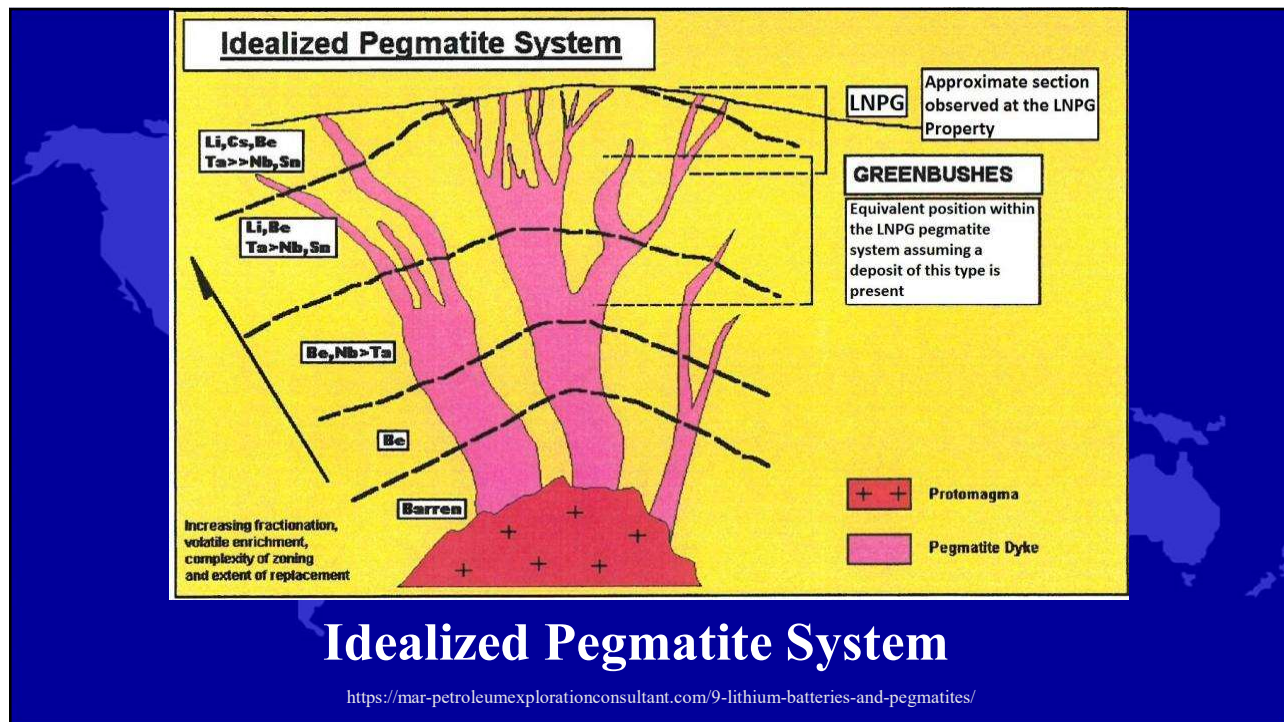 Idealized Pegmatite System
LNPG
Approximate section
observed at the LNPG
Property
Li,Cs,Be
Ta>>Nb,Sn
GREENBUSHES
Equivalent position within
the LNPG pegmatite
system assuming a
deposit of this type is
present
Li,Be
Ta>Nb,Sn
Be,Nb>Ta
Be
Barren
Increasing fractionation,
volatile enrichment,
complexity of zoning
and extent of replacement
+ + Protomagma
Pegmatite Dyke
Idealized Pegmatite System
https://mar-petroleumexplorationconsultant.com/9-lithium-batteries-and-pegmatites/